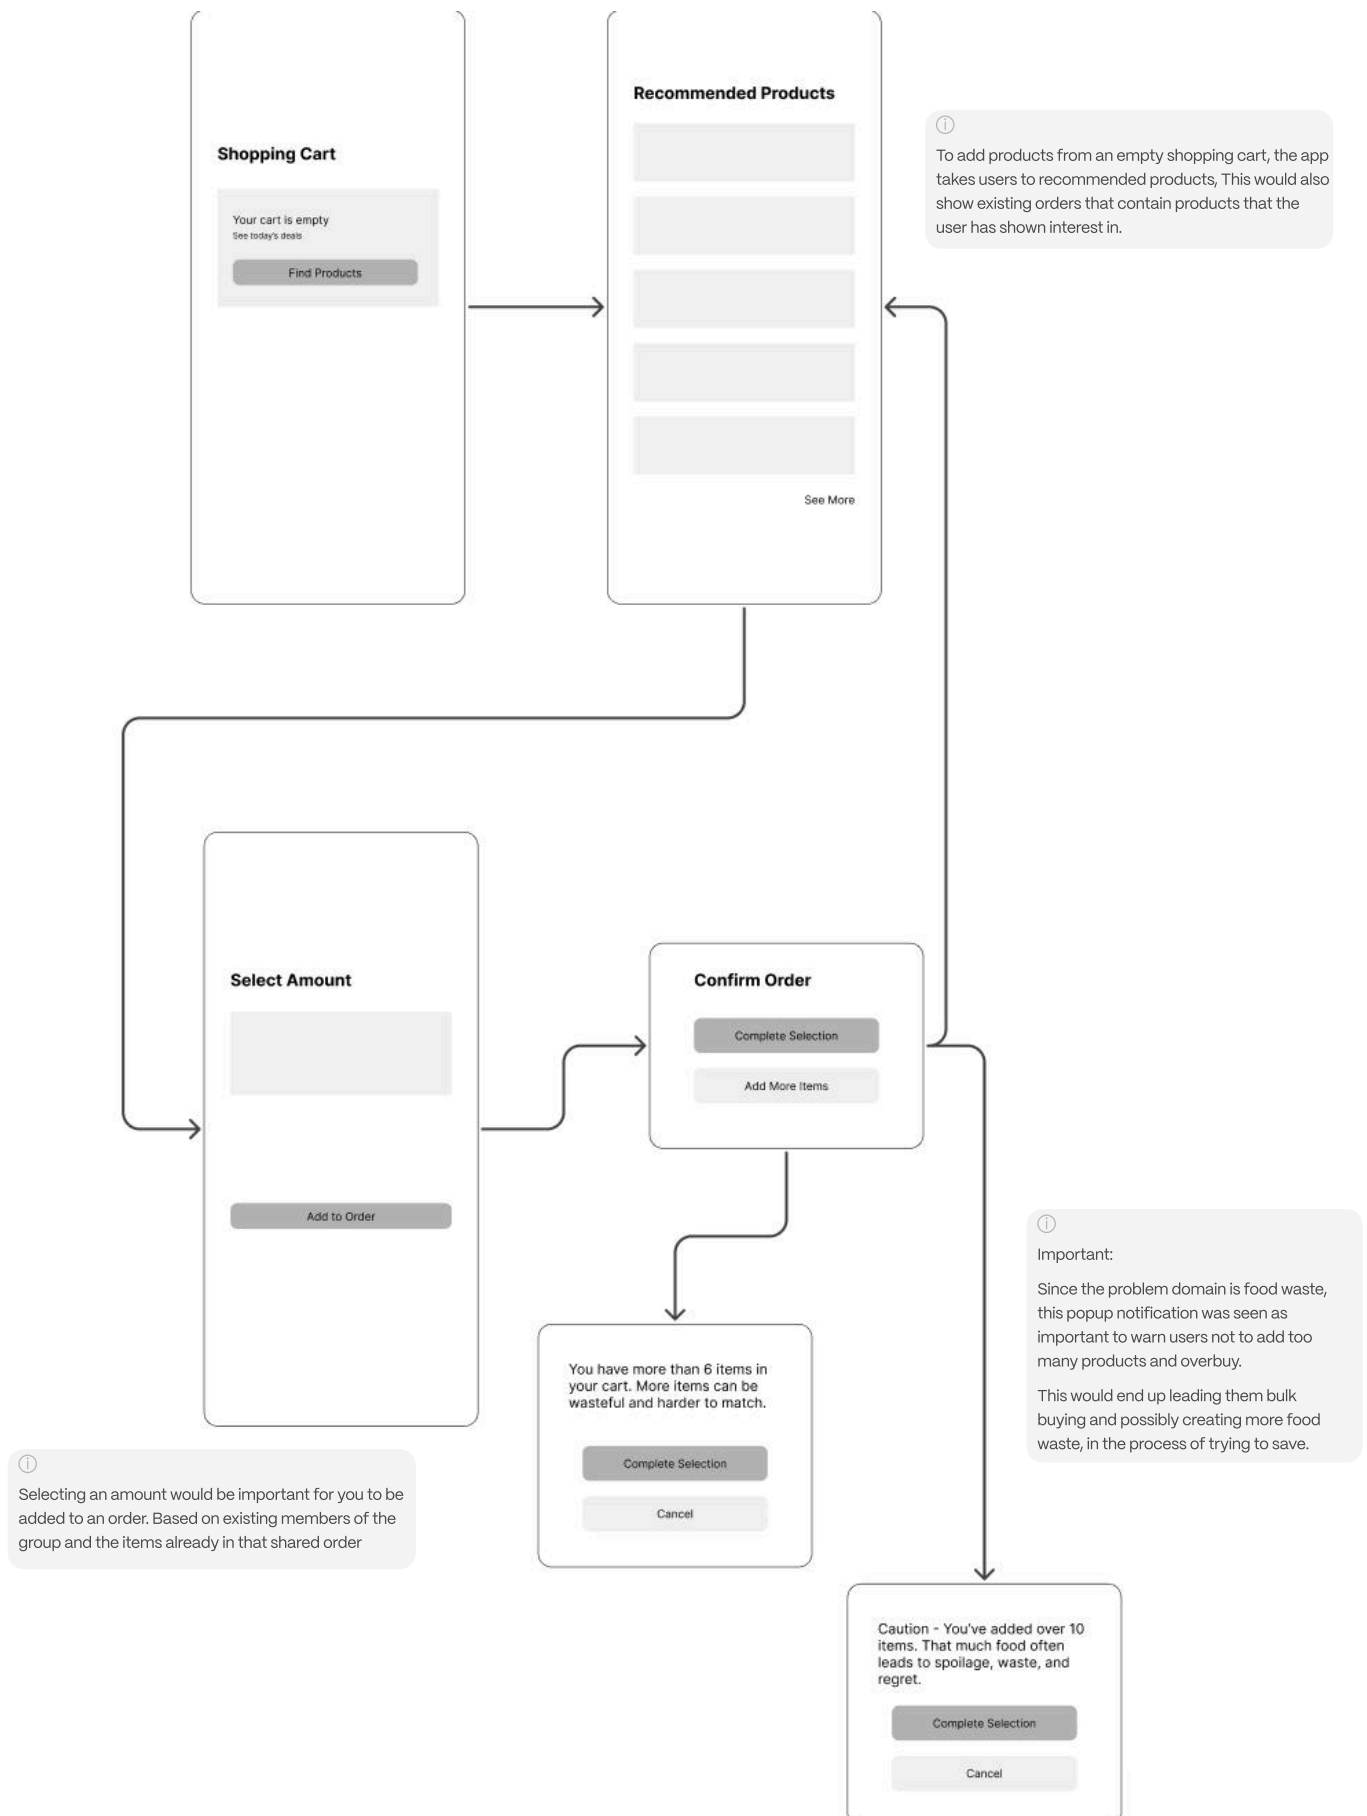 Shopping Cart
Your cart is empty
See today's deals
Find Products
Recommended Products
See More
To add products from an empty shopping cart, the app
takes users to recommended products, This would also
show existing orders that contain products that the
user has shown interest in.
Select Amount
Add to Order
Confirm Order
Complete Selection
Add More Items
Selecting an amount would be important for you to be
added to an order. Based on existing members of the
group and the items already in that shared order
You have more than 6 items in
your cart. More items can be
wasteful and harder to match.
Complete Selection
Cancel
Important:
Since the problem domain is food waste,
this popup notification was seen as
important to warn users not to add too
many products and overbuy.
This would end up leading them bulk
buying and possibly creating more food
waste, in the process of trying to save.
Caution - You've added over 10
items. That much food often
leads to spoilage, waste, and
regret.
Complete Selection
Cancel